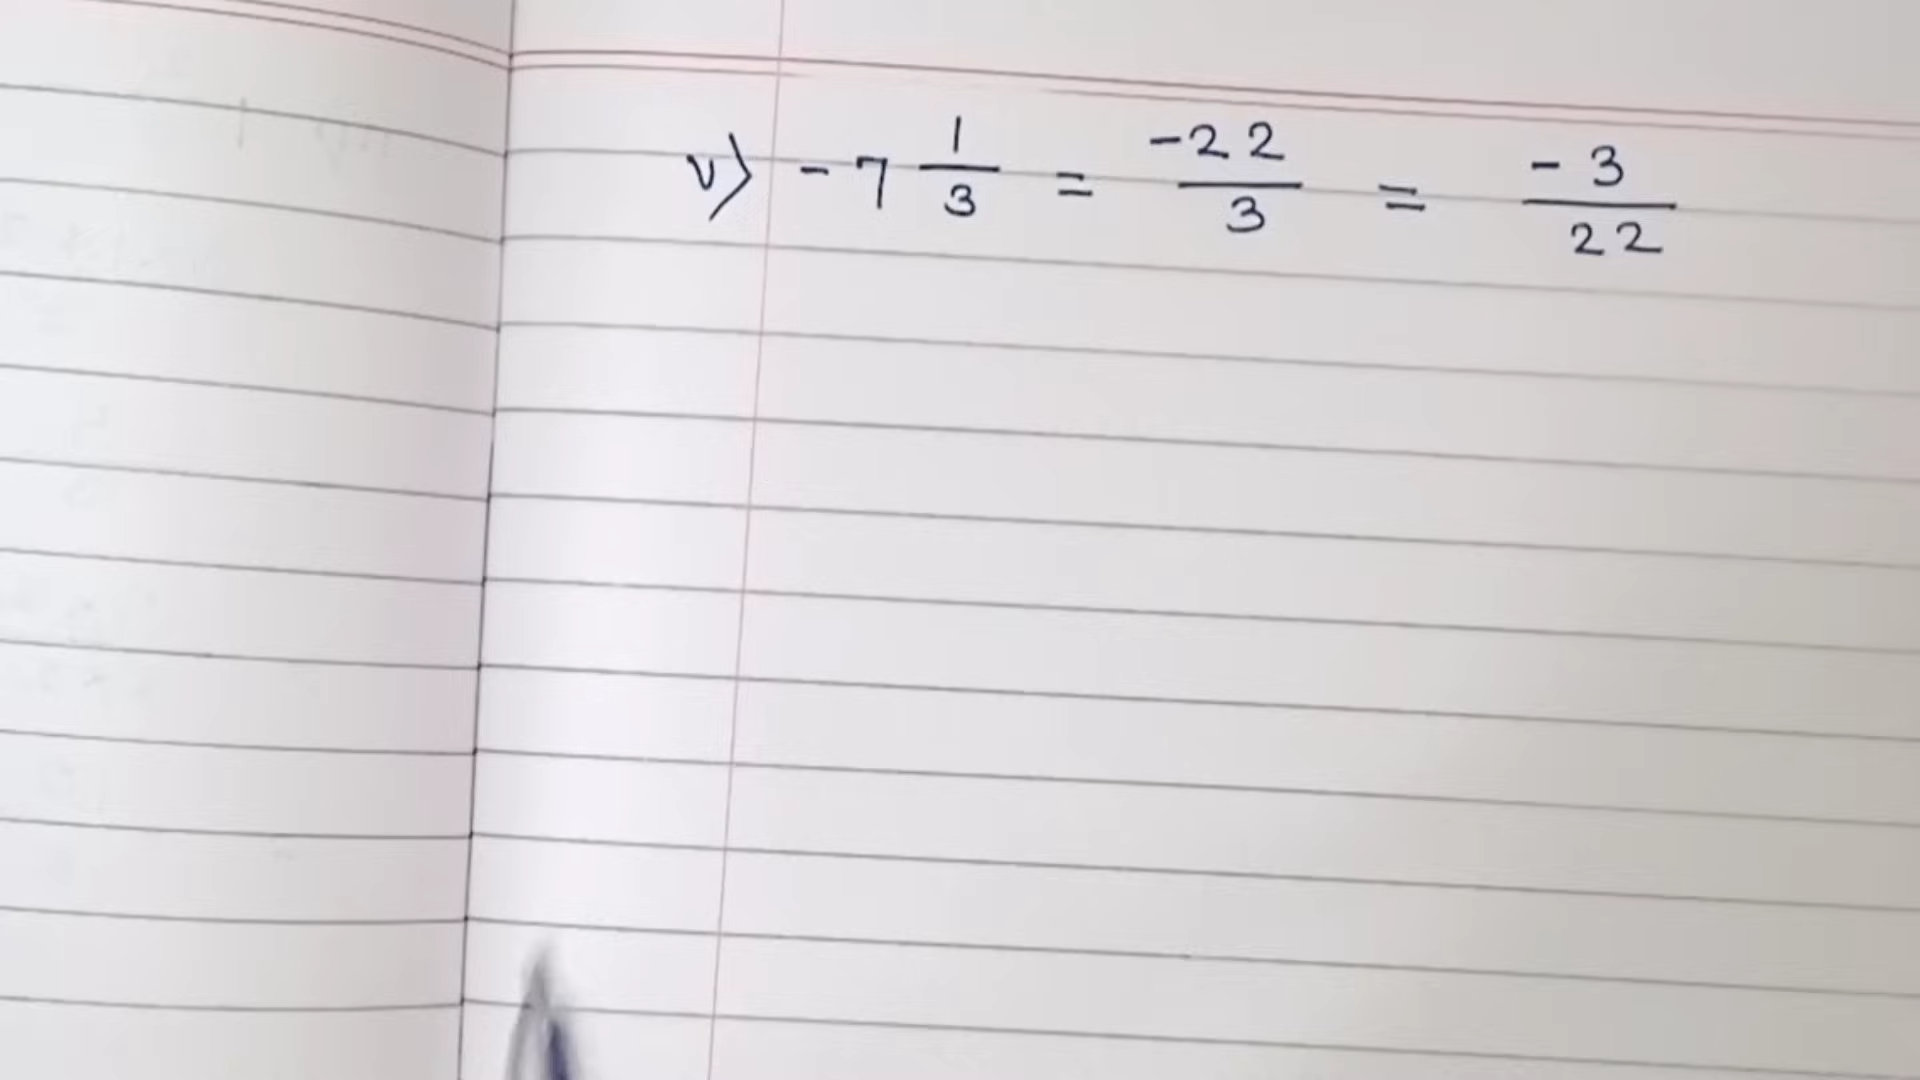 v) -7 1/3 = -22/3 = -3/22